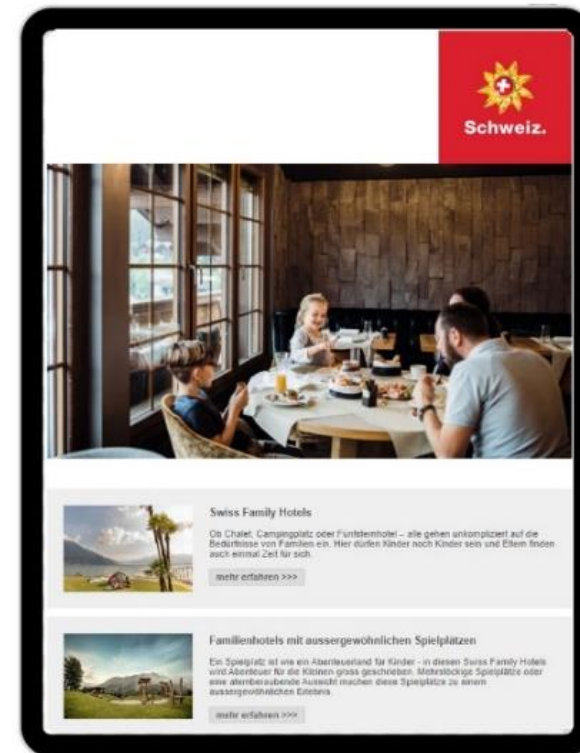 Schweiz.
Swiss Family Hotels
Ob Chalet, Campingplatz oder Fünfsternhotel – alle gehen unkompliziert auf die
Bedürfnisse von Familien ein. Hier dürfen Kinder noch Kinder sein und Eltern finden
auch einmal Zeit für sich.
mehr erfahren >>>
Familienhotels mit aussergewöhnlichen Spielplätzen
Ein Spielplatz ist wie ein Abenteuerland für Kinder - in diesen Swiss Family Hotels
wird Abenteuer für die Kleinen gross geschrieben. Mehrstöckige Spielplätze oder
eine atemberaubende Aussicht machen diese Spielplätze zu einem
aussergewöhnlichen Erlebnis.
mehr erfahren >>>